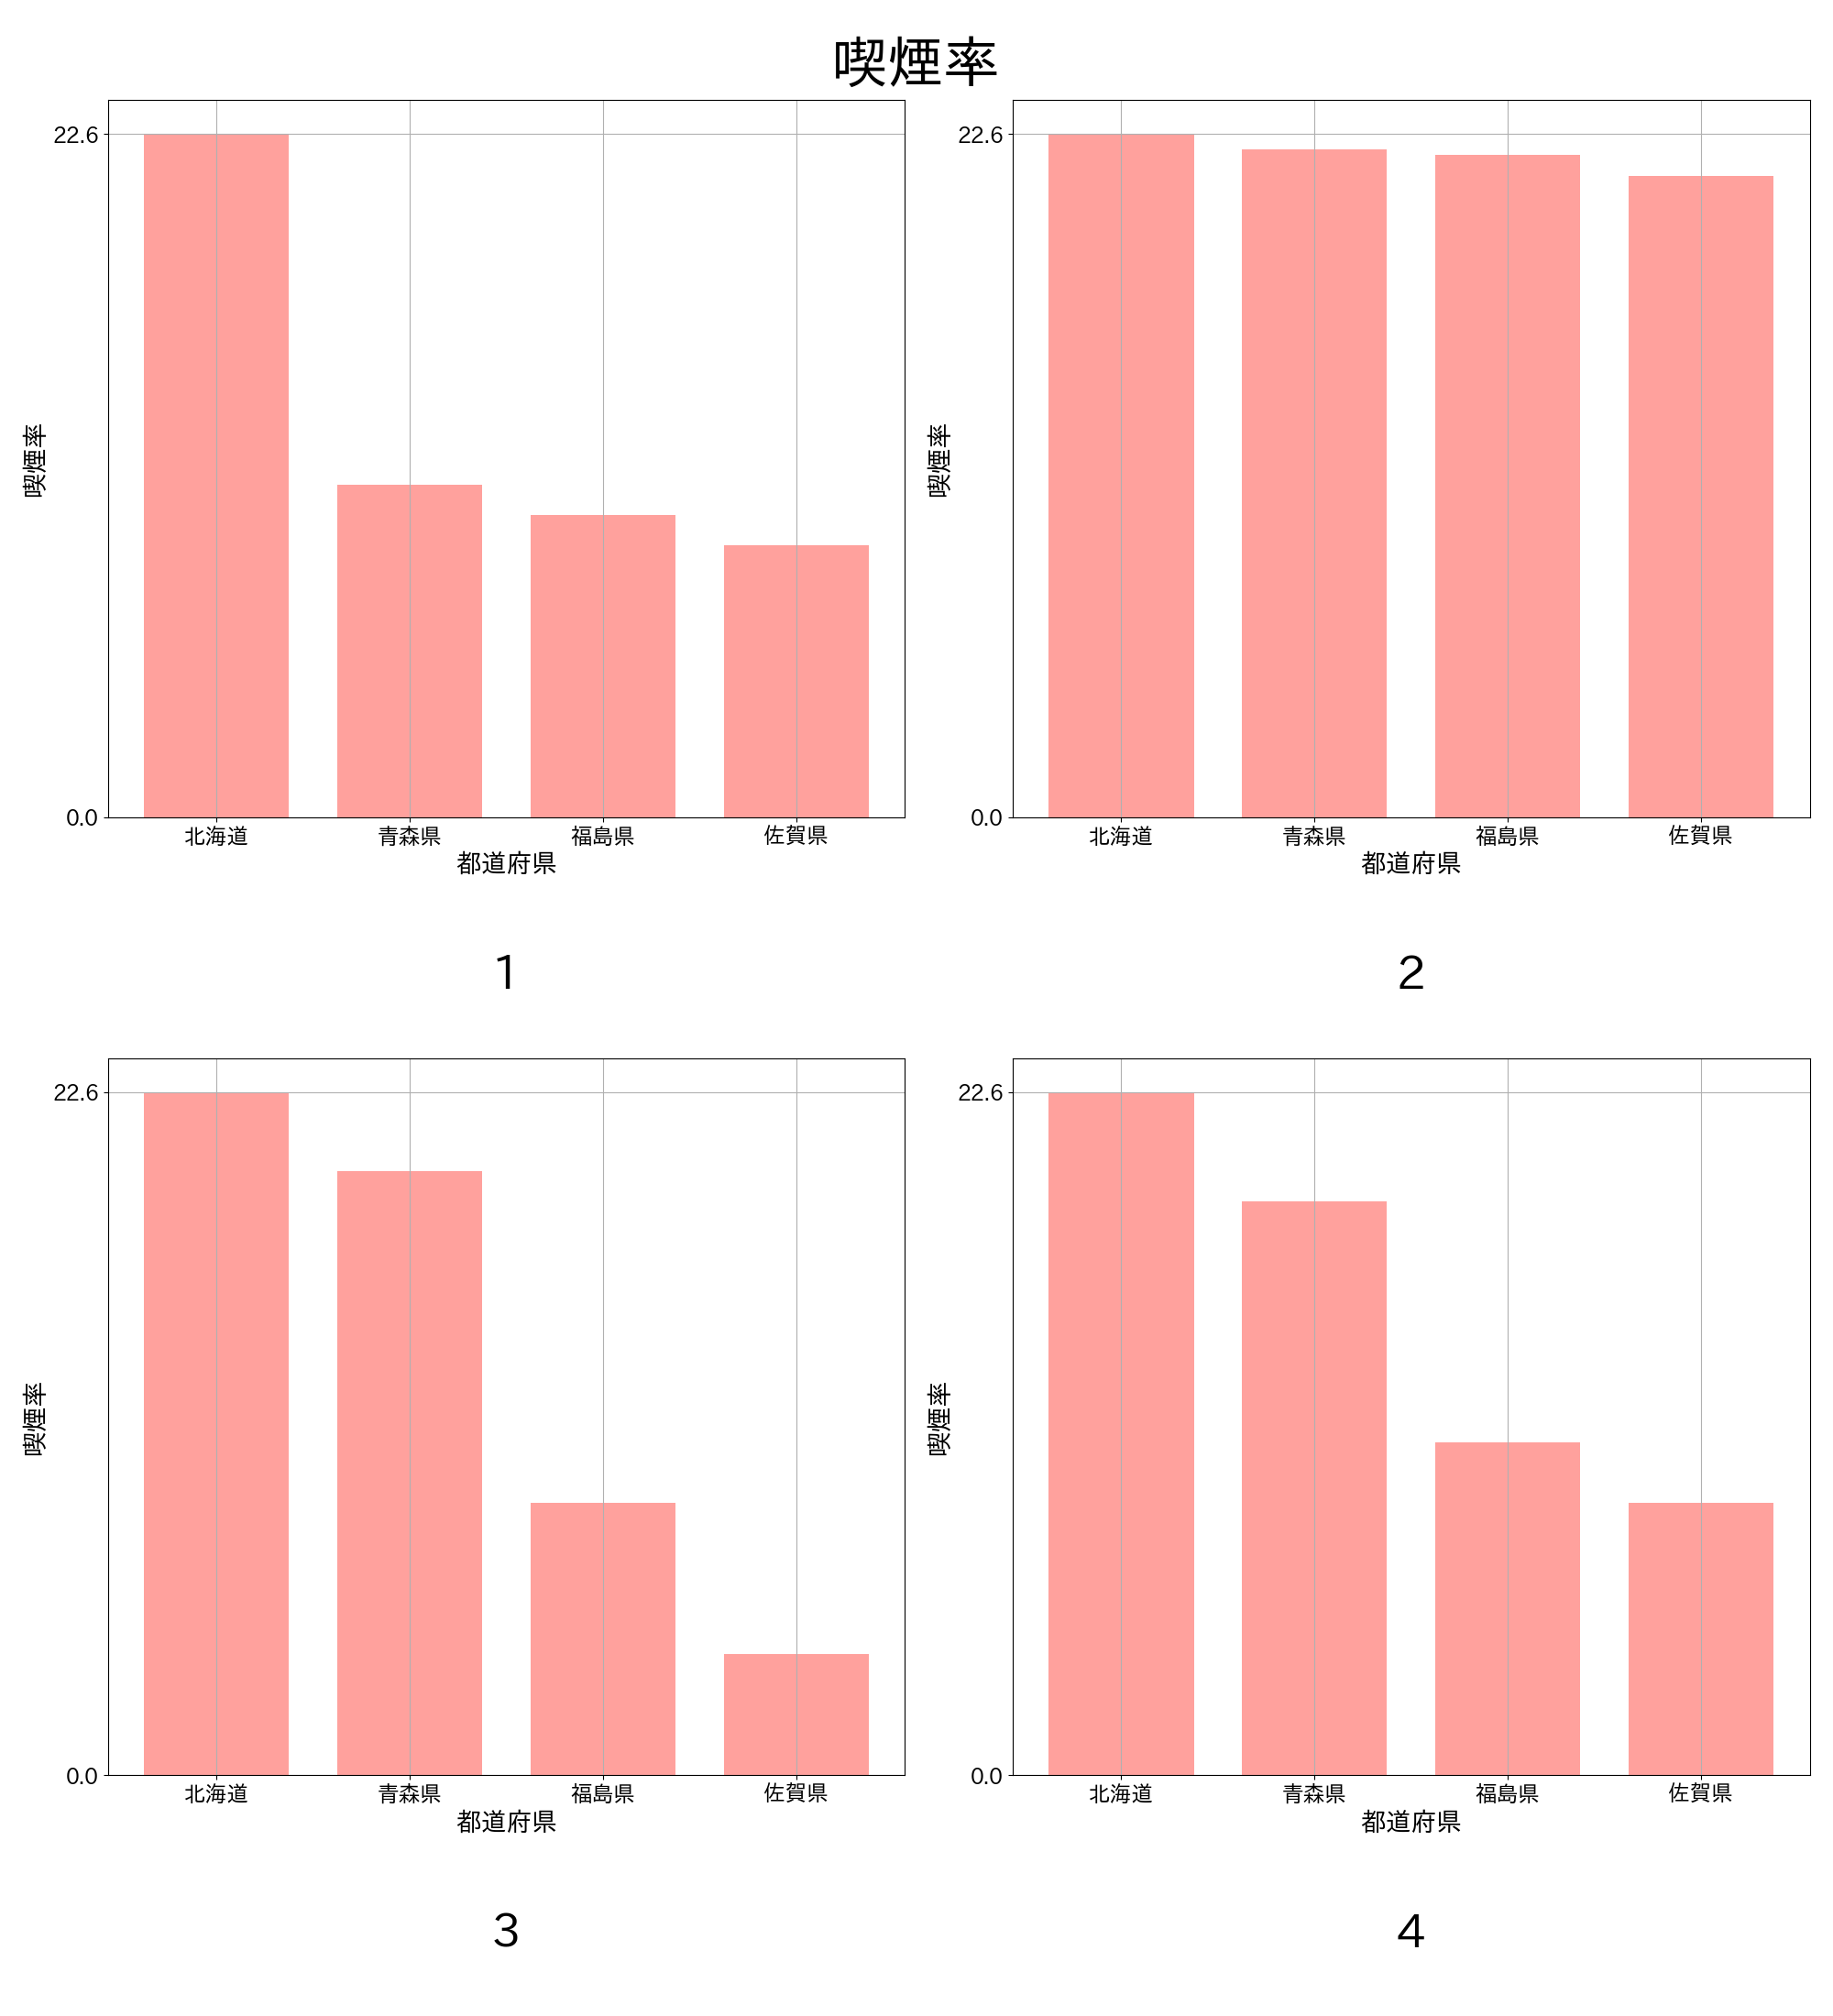 喫煙率
22.6
喫煙率
0.0
北海道 青森県 福島県 佐賀県
都道府県
1
22.6
喫煙率
0.0
北海道 青森県 福島県 佐賀県
都道府県
2
22.6
喫煙率
0.0
北海道 青森県 福島県 佐賀県
都道府県
3
22.6
喫煙率
0.0
北海道 青森県 福島県 佐賀県
都道府県
4